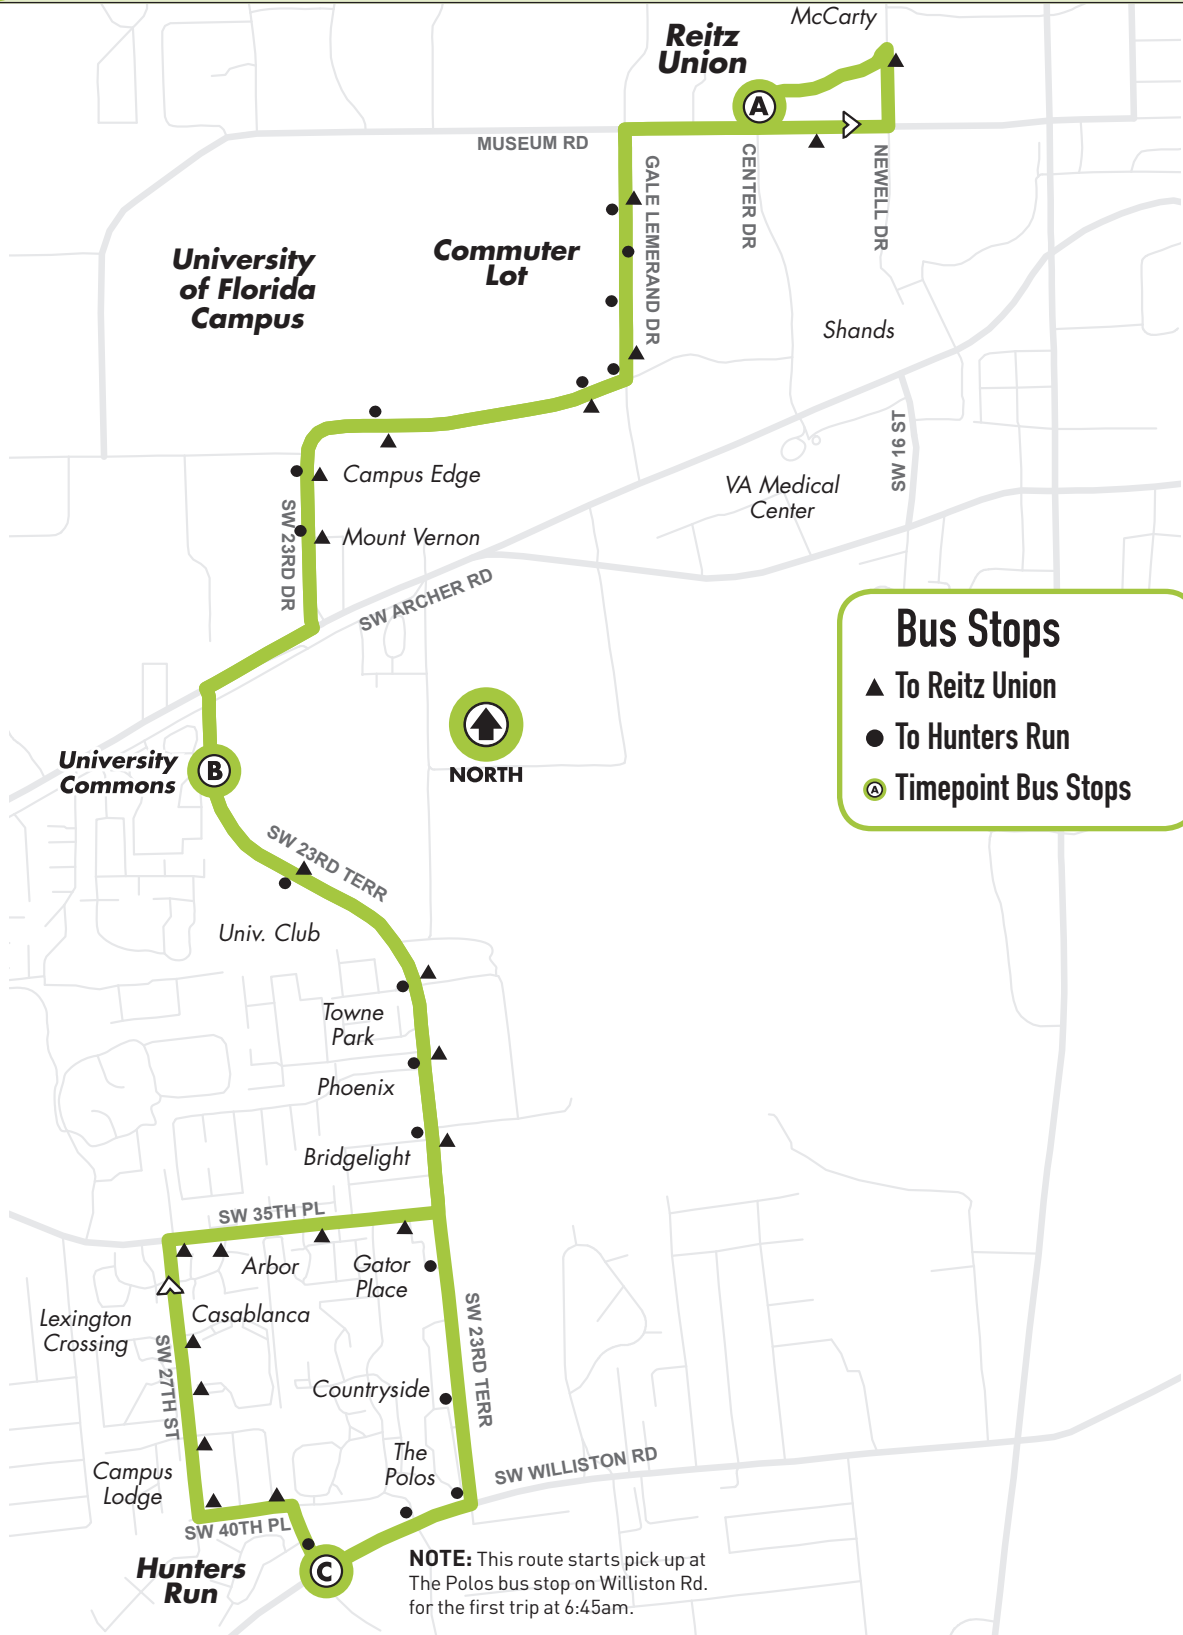 McCarty
Reitz
Union
A
MUSEUM RD
CENTER DR
NEWELL DR
GALE LEMERAND DR
University
of Florida
Campus
Commuter
Lot
Shands
SW 16 ST
Campus Edge
VA Medical
Center
SW 23RD DR
Mount Vernon
SW ARCHER RD
Bus Stops
To Reitz Union
To Hunters Run
A Timepoint Bus Stops
NORTH
University
Commons
B
SW 23RD TERR
Univ. Club
Towne
Park
Phoenix
Bridgelight
SW 35TH PL
Arbor
Gator
Place
Casablanca
Lexington
Crossing
SW 27TH ST
SW 23RD TERR
Countryside
The
Polos
SW WILLISTON RD
Campus
Lodge
SW 40TH PL
Hunters
Run
C
NOTE: This route starts pick up at
The Polos bus stop on Williston Rd.
for the first trip at 6:45am.